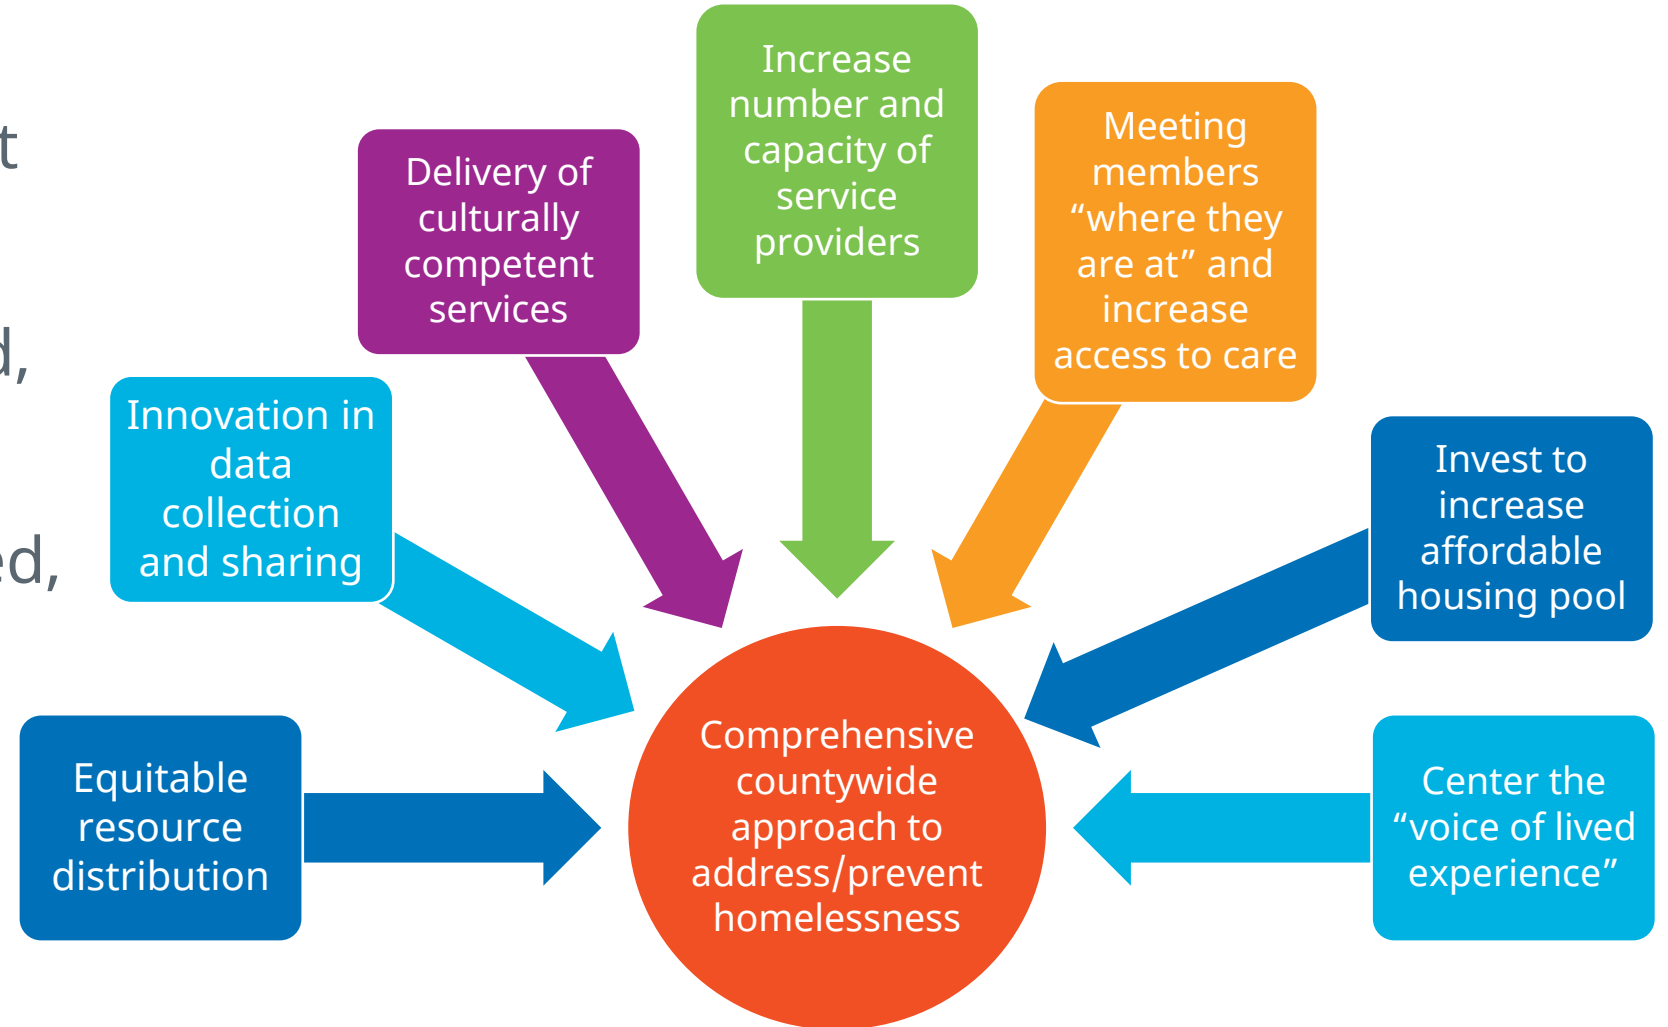 Increase
number and
capacity of
service
providers
Meeting
members
“where they
are at” and
increase
access to care
Delivery of
culturally
competent
services
Innovation in
data
collection
and sharing
Invest to
increase
affordable
housing pool
Equitable
resource
distribution
Comprehensive
countywide
approach to
address/prevent
homelessness
Center the
“voice of lived
experience”